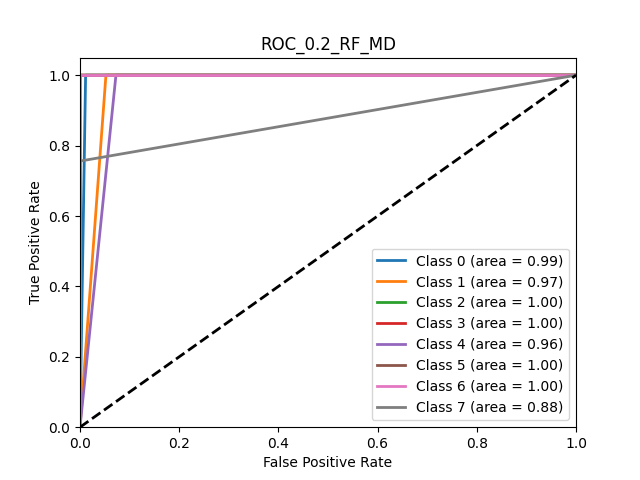 ROC_0.2_RF_MD
True Positive Rate
1.0
0.8
0.6
0.4
0.2
0.0
Class 0 (area = 0.99)
Class 1 (area = 0.97)
Class 2 (area = 1.00)
Class 3 (area = 1.00)
Class 4 (area = 0.96)
Class 5 (area = 1.00)
Class 6 (area = 1.00)
Class 7 (area = 0.88)
0.0 0.2 0.4 0.6 0.8 1.0
False Positive Rate